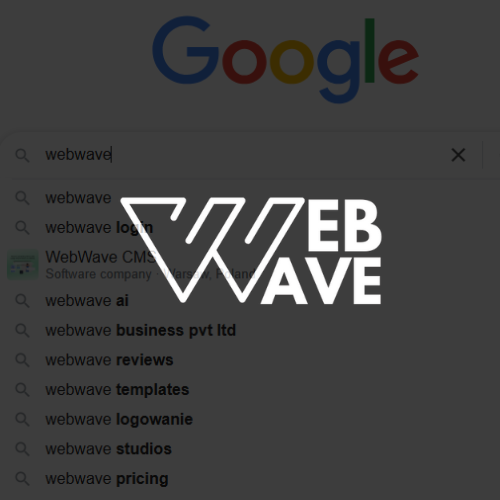 Google
webwave
webwave
webwave login
WebWave CMS
Software company · Warsaw, Poland
WEB
WAVE
webwave ai
webwave business pvt ltd
webwave reviews
webwave templates
webwave logowanie
webwave studios
webwave pricing